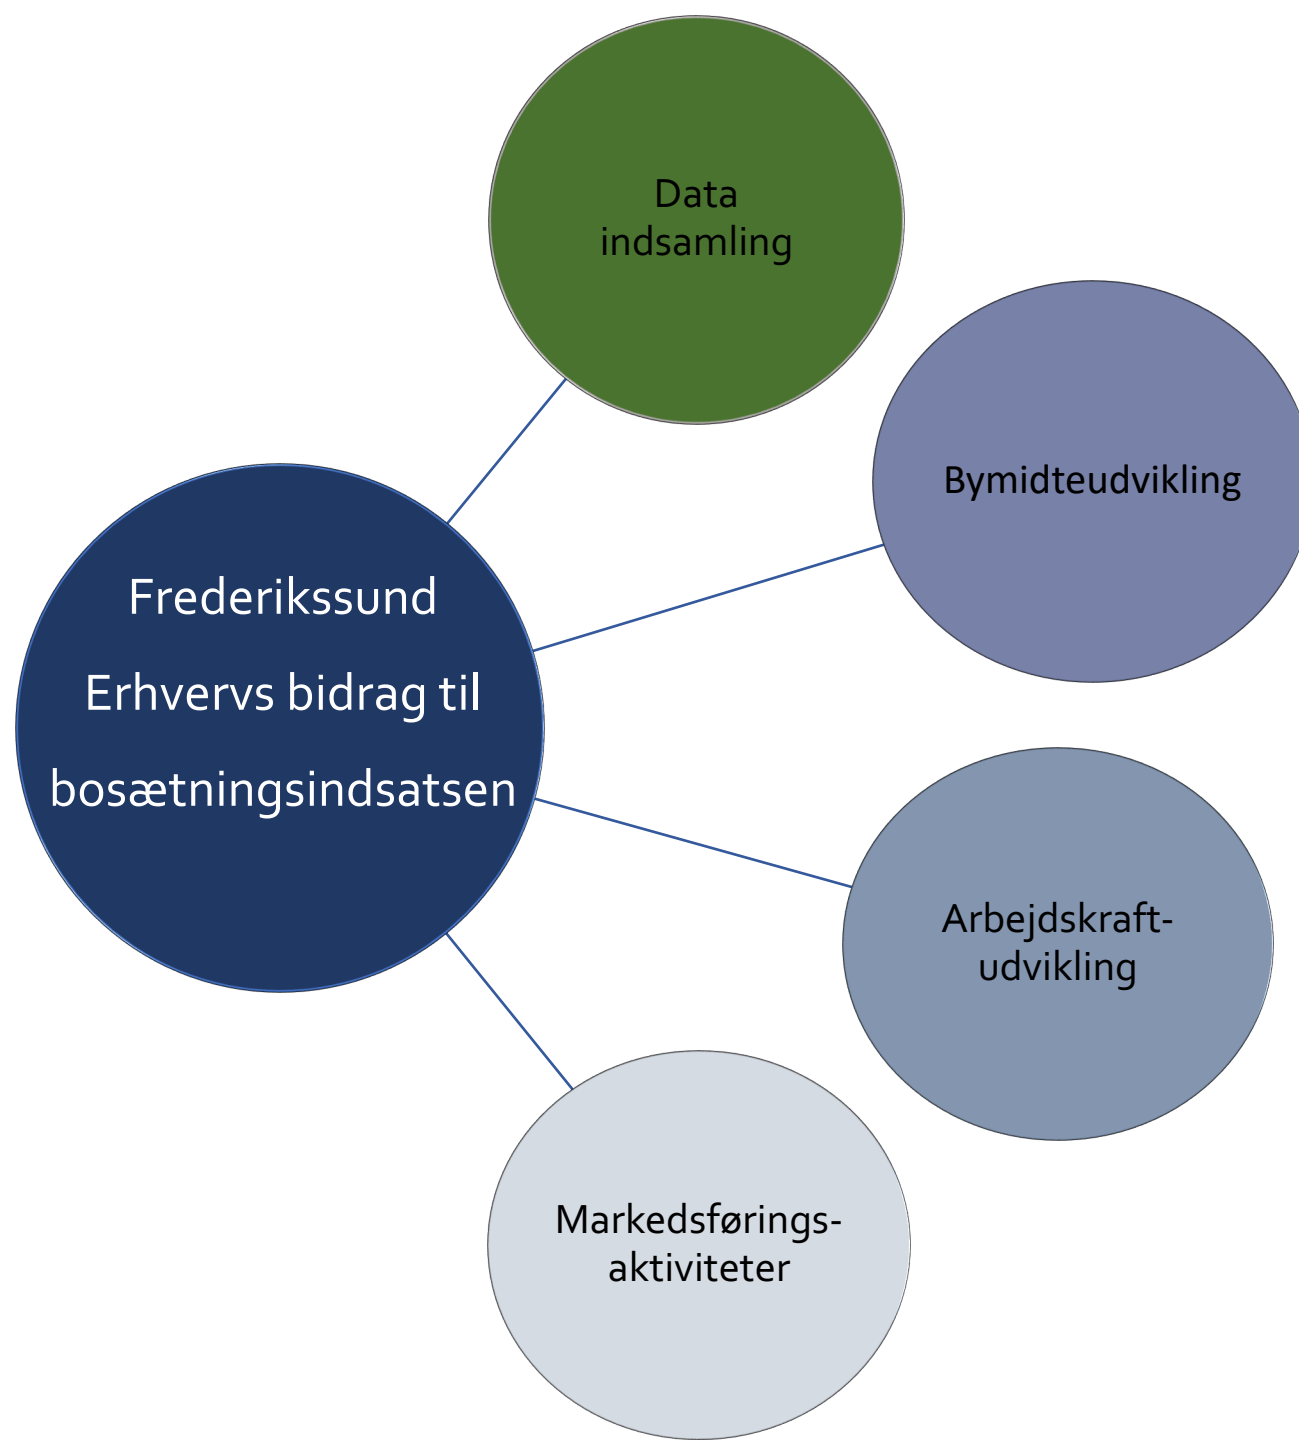 Data
indsamling
Bymidteudvikling
Frederikssund
Erhvervs bidrag til
bosætningsindsatsen
Arbejdskraft-
udvikling
Markedsførings-
aktiviteter